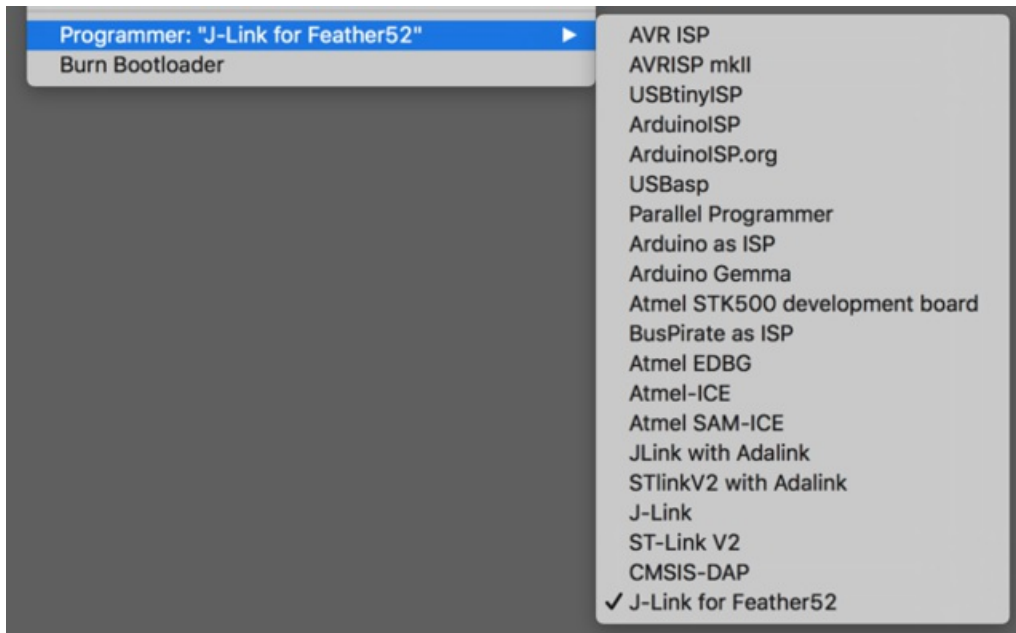 Programmer: "J-Link for Feather52"
Burn Bootloader
AVR ISP
AVRISP mkII
USBtinyISP
ArduinoISP
ArduinoISP.org
USBasp
Parallel Programmer
Arduino as ISP
Arduino Gemma
Atmel STK500 development board
BusPirate as ISP
Atmel EDBG
Atmel-ICE
Atmel SAM-ICE
JLink with Adalink
STlinkV2 with Adalink
J-Link
ST-Link V2
CMSIS-DAP
✓ J-Link for Feather52